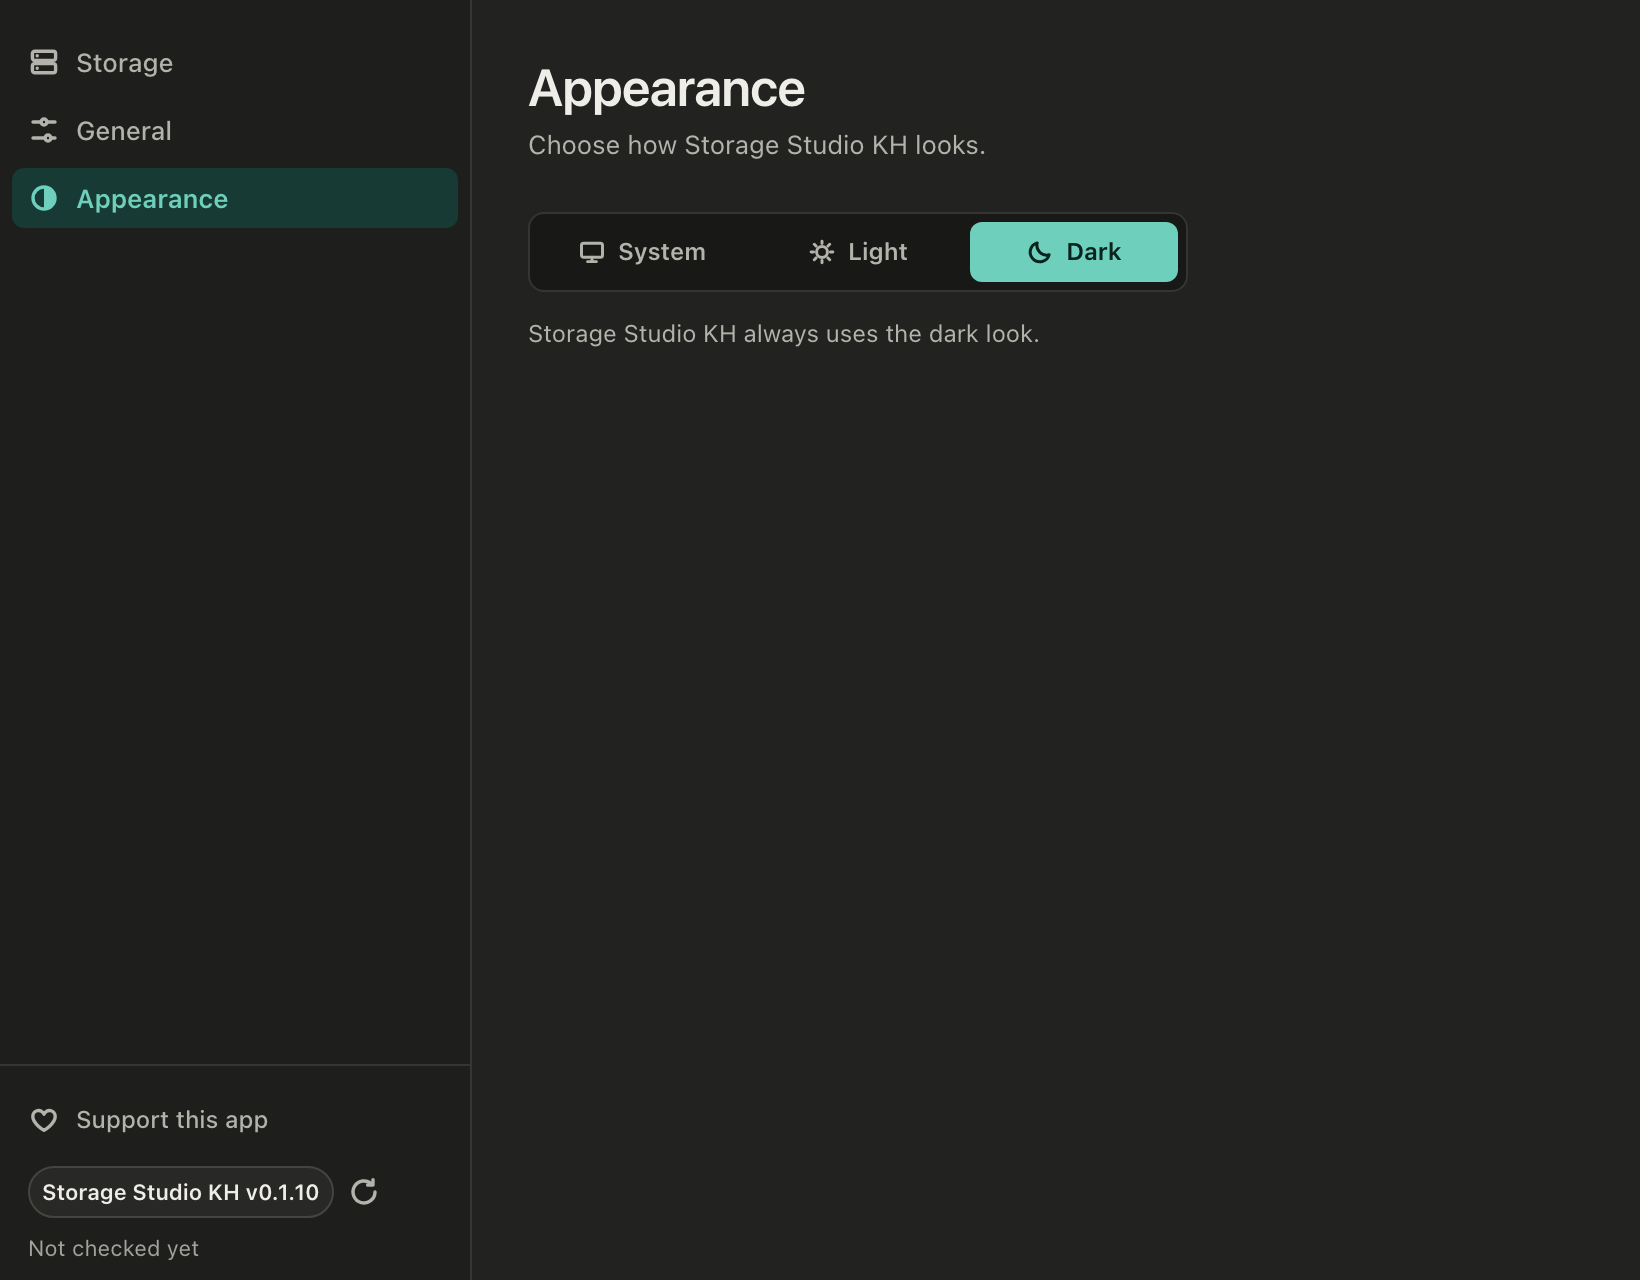 Storage
General
Appearance
Appearance
Choose how Storage Studio KH looks.
System
Light
Dark
Storage Studio KH always uses the dark look.
Support this app
Storage Studio KH v0.1.10
Not checked yet